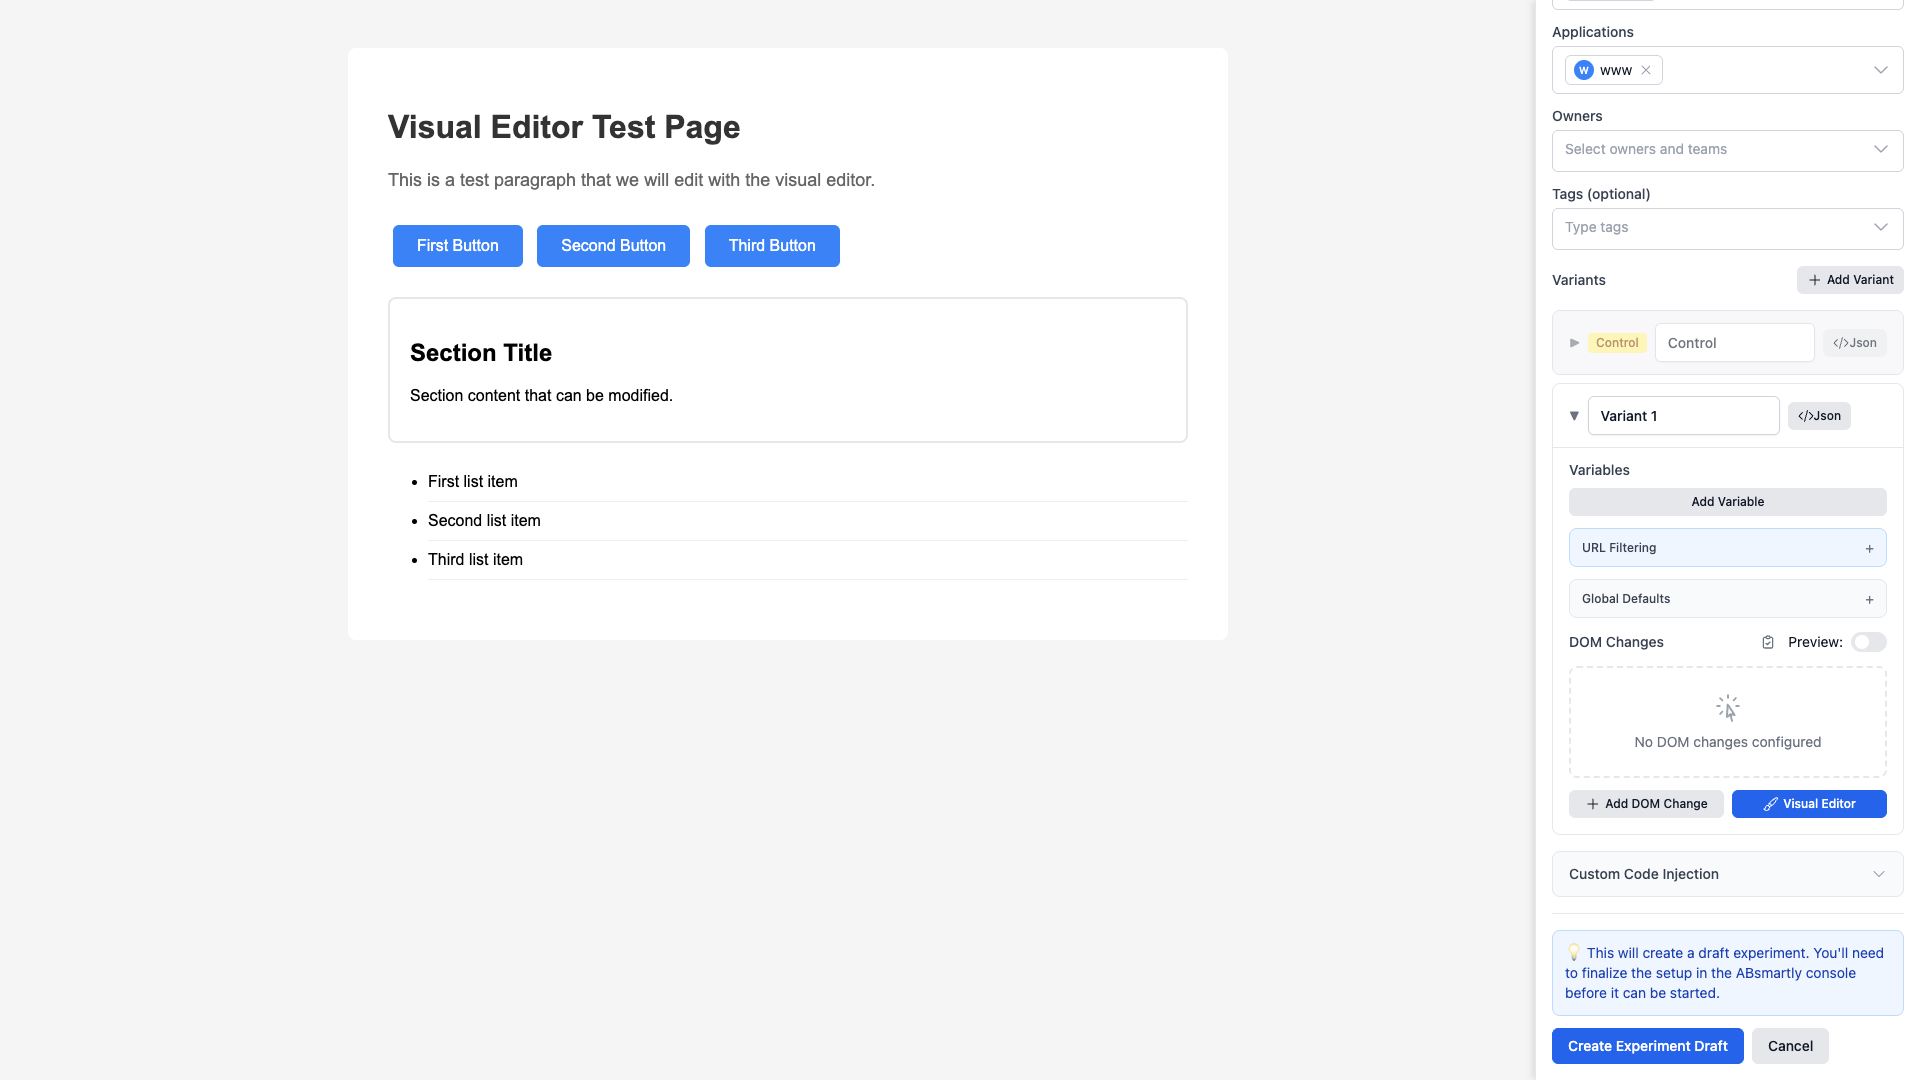 Visual Editor Test Page
This is a test paragraph that we will edit with the visual editor.
First Button
Second Button
Third Button
Section Title
Section content that can be modified.
First list item
Second list item
Third list item
Applications
W www
Owners
Select owners and teams
Tags (optional)
Type tags
Variants
+ Add Variant
Control
Control
</>Json
Variant 1
</>Json
Variables
Add Variable
URL Filtering +
Global Defaults +
DOM Changes
Preview:
No DOM changes configured
+ Add DOM Change
Visual Editor
Custom Code Injection
💡 This will create a draft experiment. You'll need
to finalize the setup in the ABsmartly console
before it can be started.
Create Experiment Draft
Cancel